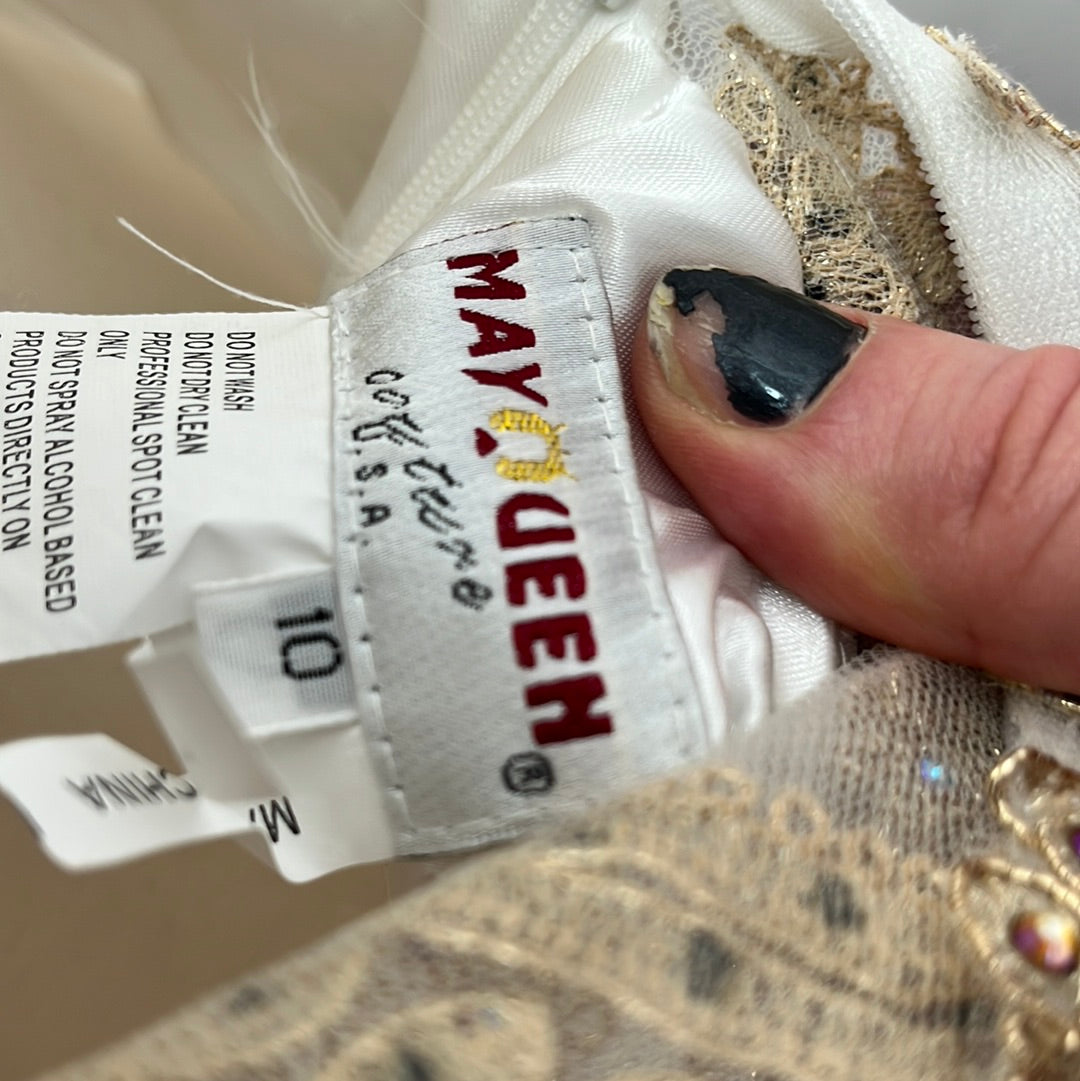 MAY QUEEN ®
couture
U.S.A.
10
DO NOT WASH
DO NOT DRY CLEAN
PROFESSIONAL SPOT CLEAN
ONLY
DO NOT SPRAY ALCOHOL BASED
PRODUCTS DIRECTLY ON
CHINA